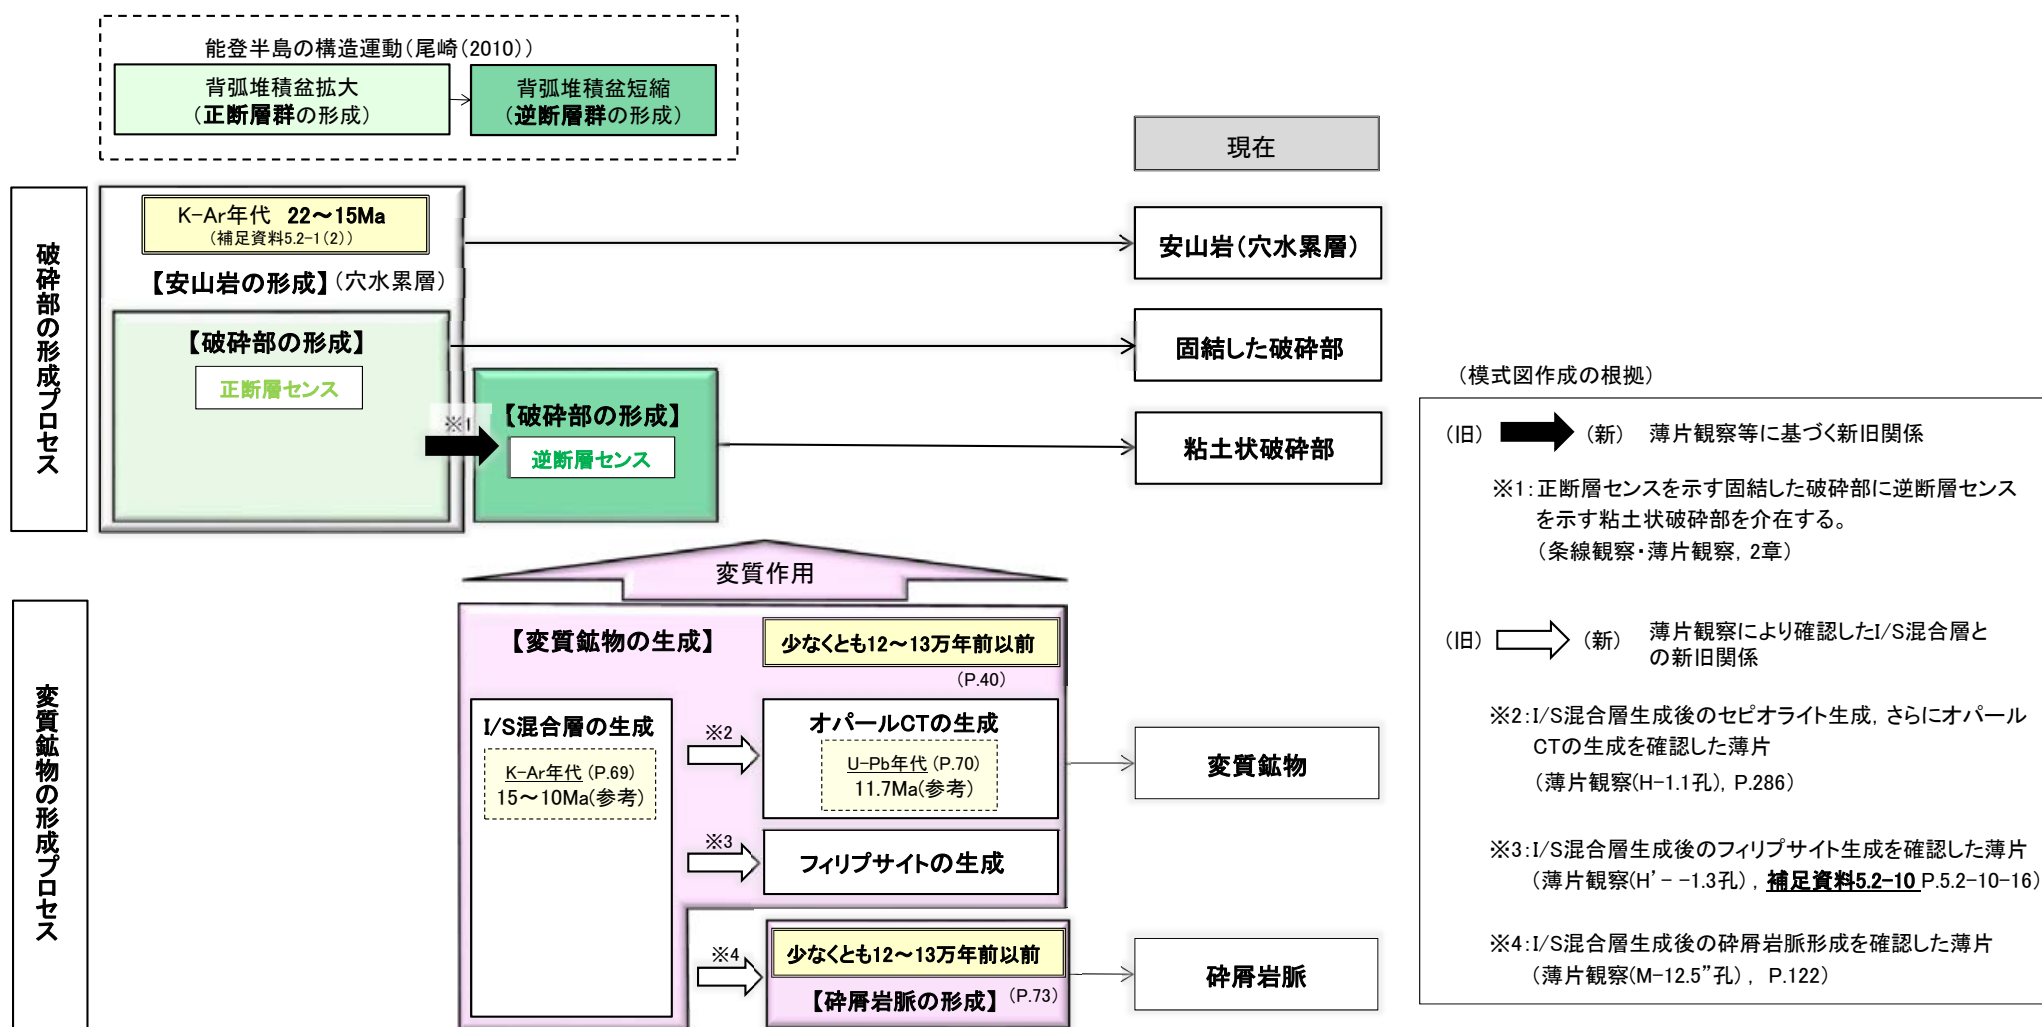 能登半島の構造運動(尾崎(2010))
背弧堆積盆拡大
(正断層群の形成)
背弧堆積盆短縮
(逆断層群の形成)
現在
破砕部の形成プロセス
K-Ar年代 22～15Ma
(補足資料5.2-1(2))
【安山岩の形成】(穴水累層)
安山岩(穴水累層)
【破砕部の形成】
正断層センス
固結した破砕部
※1
【破砕部の形成】
逆断層センス
粘土状破砕部
変質作用
変質鉱物の形成プロセス
【変質鉱物の生成】
少なくとも12～13万年前以前
(P.40)
I/S混合層の生成
K-Ar年代 (P.69)
15～10Ma(参考)
※2
オパールCTの生成
U-Pb年代 (P.70)
11.7Ma(参考)
変質鉱物
※3
フィリプサイトの生成
※4
少なくとも12～13万年前以前
【砕屑岩脈の形成】(P.73)
砕屑岩脈
(模式図作成の根拠)
(旧) (新) 薄片観察等に基づく新旧関係
※1:正断層センスを示す固結した破砕部に逆断層センス
を示す粘土状破砕部を介在する。
(条線観察・薄片観察, 2章)
(旧) (新) 薄片観察により確認したI/S混合層と
の新旧関係
※2:I/S混合層生成後のセピオライト生成, さらにオパール
CTの生成を確認した薄片
(薄片観察(H-1.1孔), P.286)
※3:I/S混合層生成後のフィリプサイト生成を確認した薄片
(薄片観察(H’- -1.3孔), 補足資料5.2-10 P.5.2-10-16)
※4:I/S混合層生成後の砕屑岩脈形成を確認した薄片
(薄片観察(M-12.5”孔), P.122)